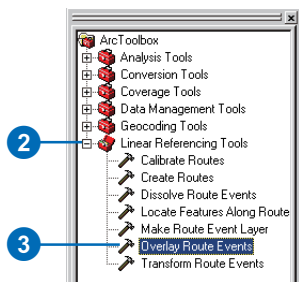 ArcToolbox
Analysis Tools
Conversion Tools
Coverage Tools
Data Management Tools
Geocoding Tools
2 Linear Referencing Tools
Calibrate Routes
Create Routes
Dissolve Route Events
Locate Features Along Route
Make Route Event Layer
3 Overlay Route Events
Transform Route Events